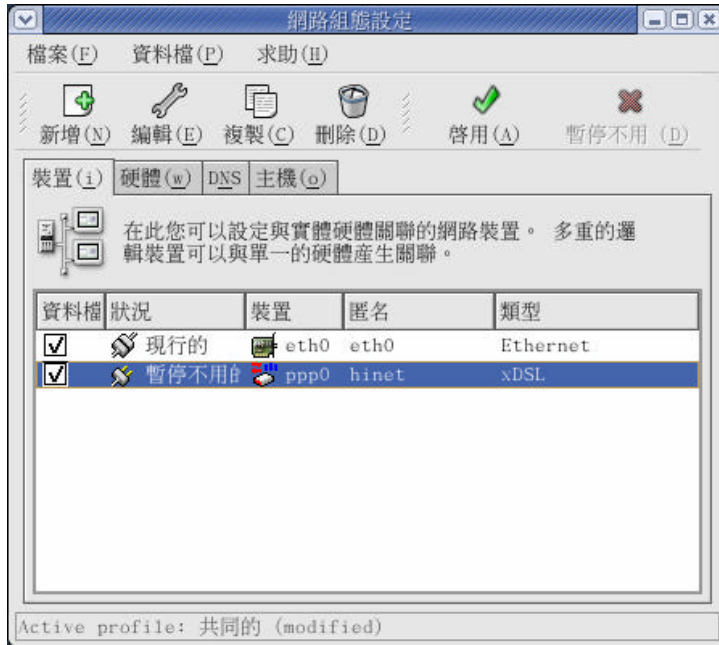 網路組態設定
檔案(F) 資料檔(P) 求助(H)
新增(N) 編輯(E) 複製(C) 刪除(D) 啓用(A) 暫停不用 (D)
裝置(i) 硬體(w) DNS 主機(o)
在此您可以設定與實體硬體關聯的網路裝置。 多重的邏
輯裝置可以與單一的硬體產生關聯。
資料檔 狀況 裝置 匿名 類型
現行的 eth0 eth0 Ethernet
暫停不用的 ppp0 hinet xDSL
Active profile: 共同的 (modified)